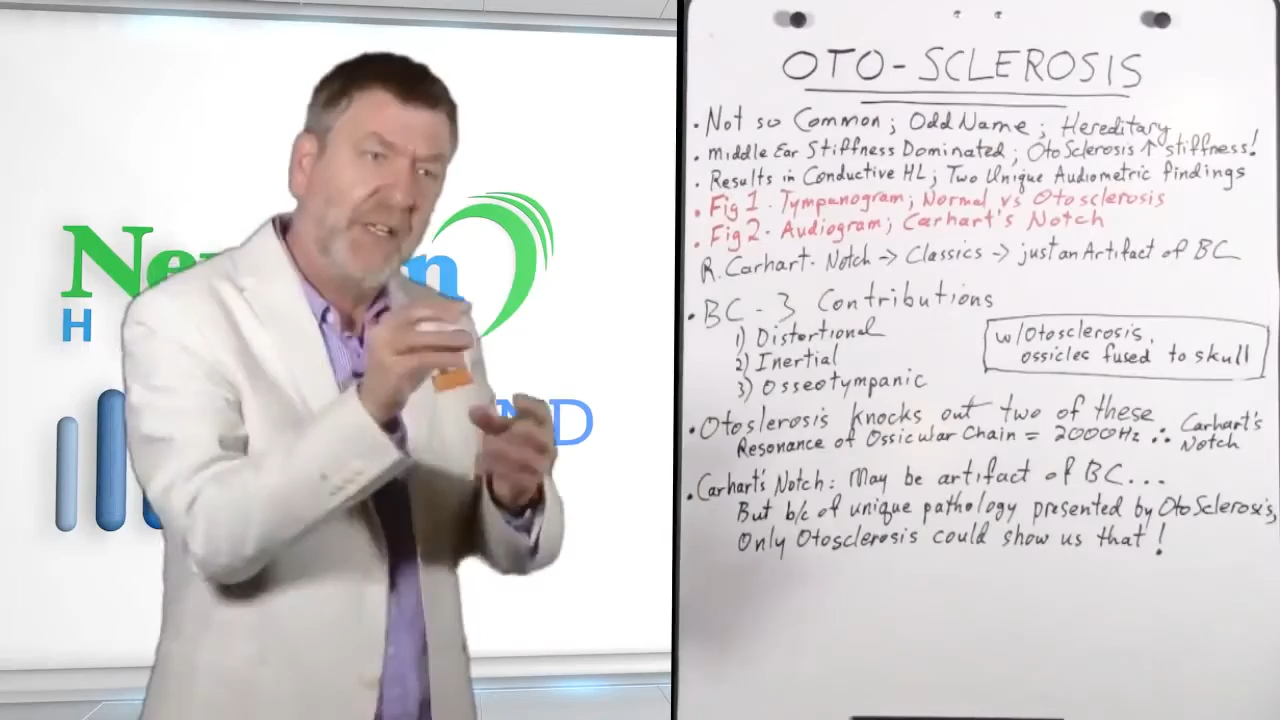 Ne
n
H
ND
OTO-SCLEROSIS
• Not so Common; Odd Name; Hereditary
• Middle Ear Stiffness Dominated; OtoSclerosis ↑ stiffness!
• Results in Conductive HL; Two Unique Audiometric findings
• Fig 1. Tympanogram; Normal vs Otosclerosis
• Fig 2. Audiogram; Carhart's Notch
R. Carhart. Notch → Classics → just an Artifact of BC
• BC - 3 Contributions
1) Distortional
2) Inertial
3) Osseotympanic
w/Otosclerosis,
ossicles fused to skull
• Otoslerosis knocks out two of these
Resonance of Ossicular Chain = 2000Hz ∴ Carhart's
Notch
• Carhart's Notch: May be artifact of BC...
But b/c of unique pathology presented by OtoSclerosis,
Only Otosclerosis could show us that!